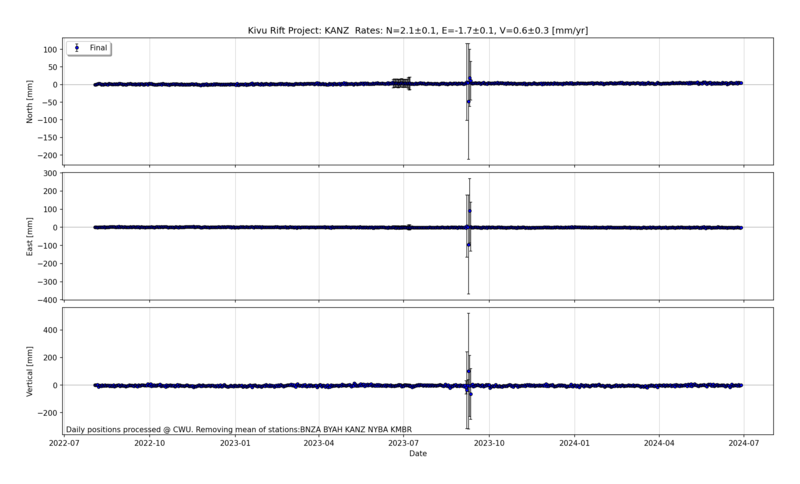 Kivu Rift Project: KANZ  Rates: N=2.1±0.1, E=-1.7±0.1, V=0.6±0.3 [mm/yr]
Final
North [mm]
100
50
0
−50
−100
−150
−200
East [mm]
300
200
100
0
−100
−200
−300
−400
Vertical [mm]
400
200
0
−200
Daily positions processed @ CWU. Removing mean of stations:BNZA BYAH KANZ NYBA KMBR
2022-07 2022-10 2023-01 2023-04 2023-07 2023-10 2024-01 2024-04 2024-07
Date